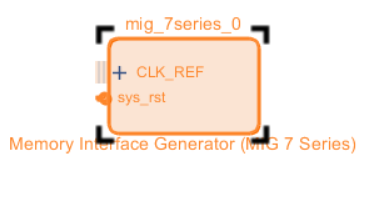 mig_7series_0
CLK_REF
sys_rst
Memory Interface Generator (MIG 7 Series)